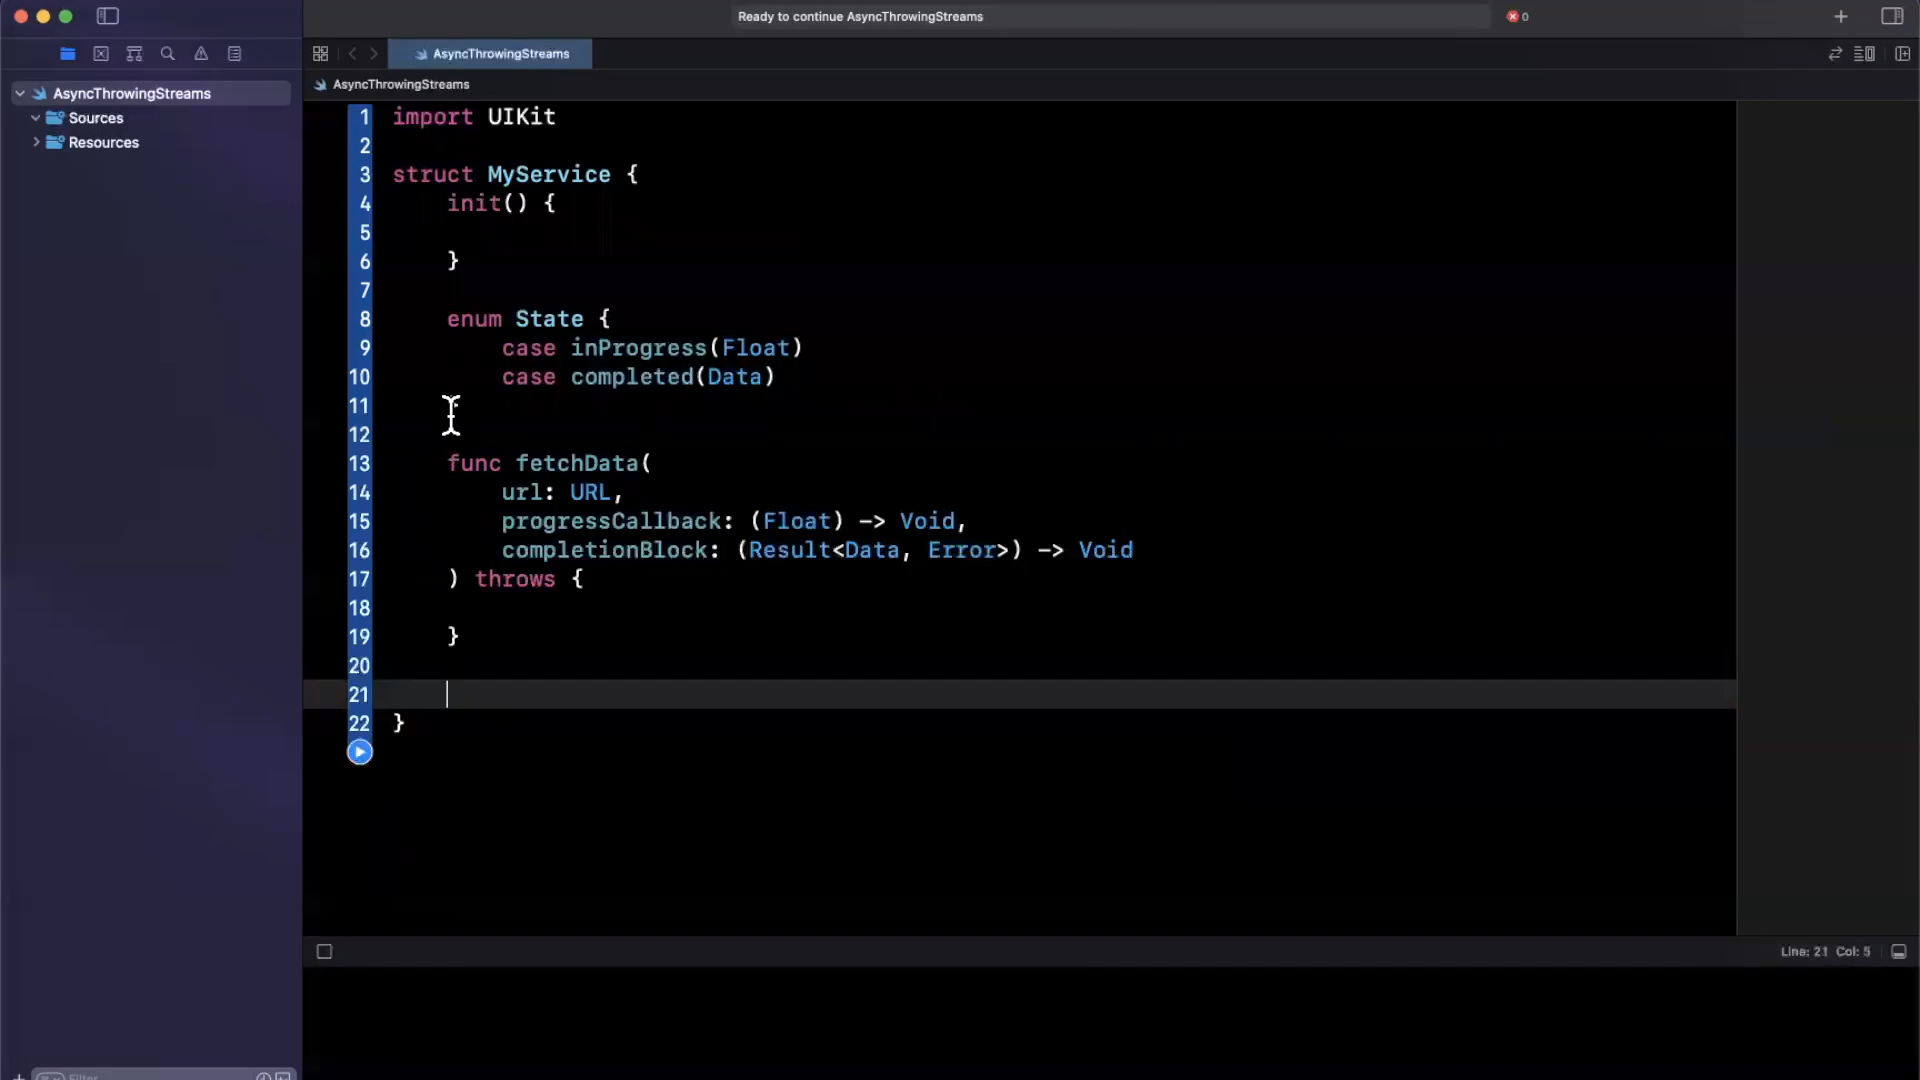 Ready to continue AsyncThrowingStreams
0
AsyncThrowingStreams
AsyncThrowingStreams
AsyncThrowingStreams
Sources
Resources
1 import UIKit
2
3 struct MyService {
4 init() {
5
6 }
7
8 enum State {
9 case inProgress(Float)
10 case completed(Data)
11
12
13 func fetchData(
14 url: URL,
15 progressCallback: (Float) -> Void,
16 completionBlock: (Result<Data, Error>) -> Void
17 ) throws {
18
19 }
20
21
22 }
Line: 21 Col: 5
Filter